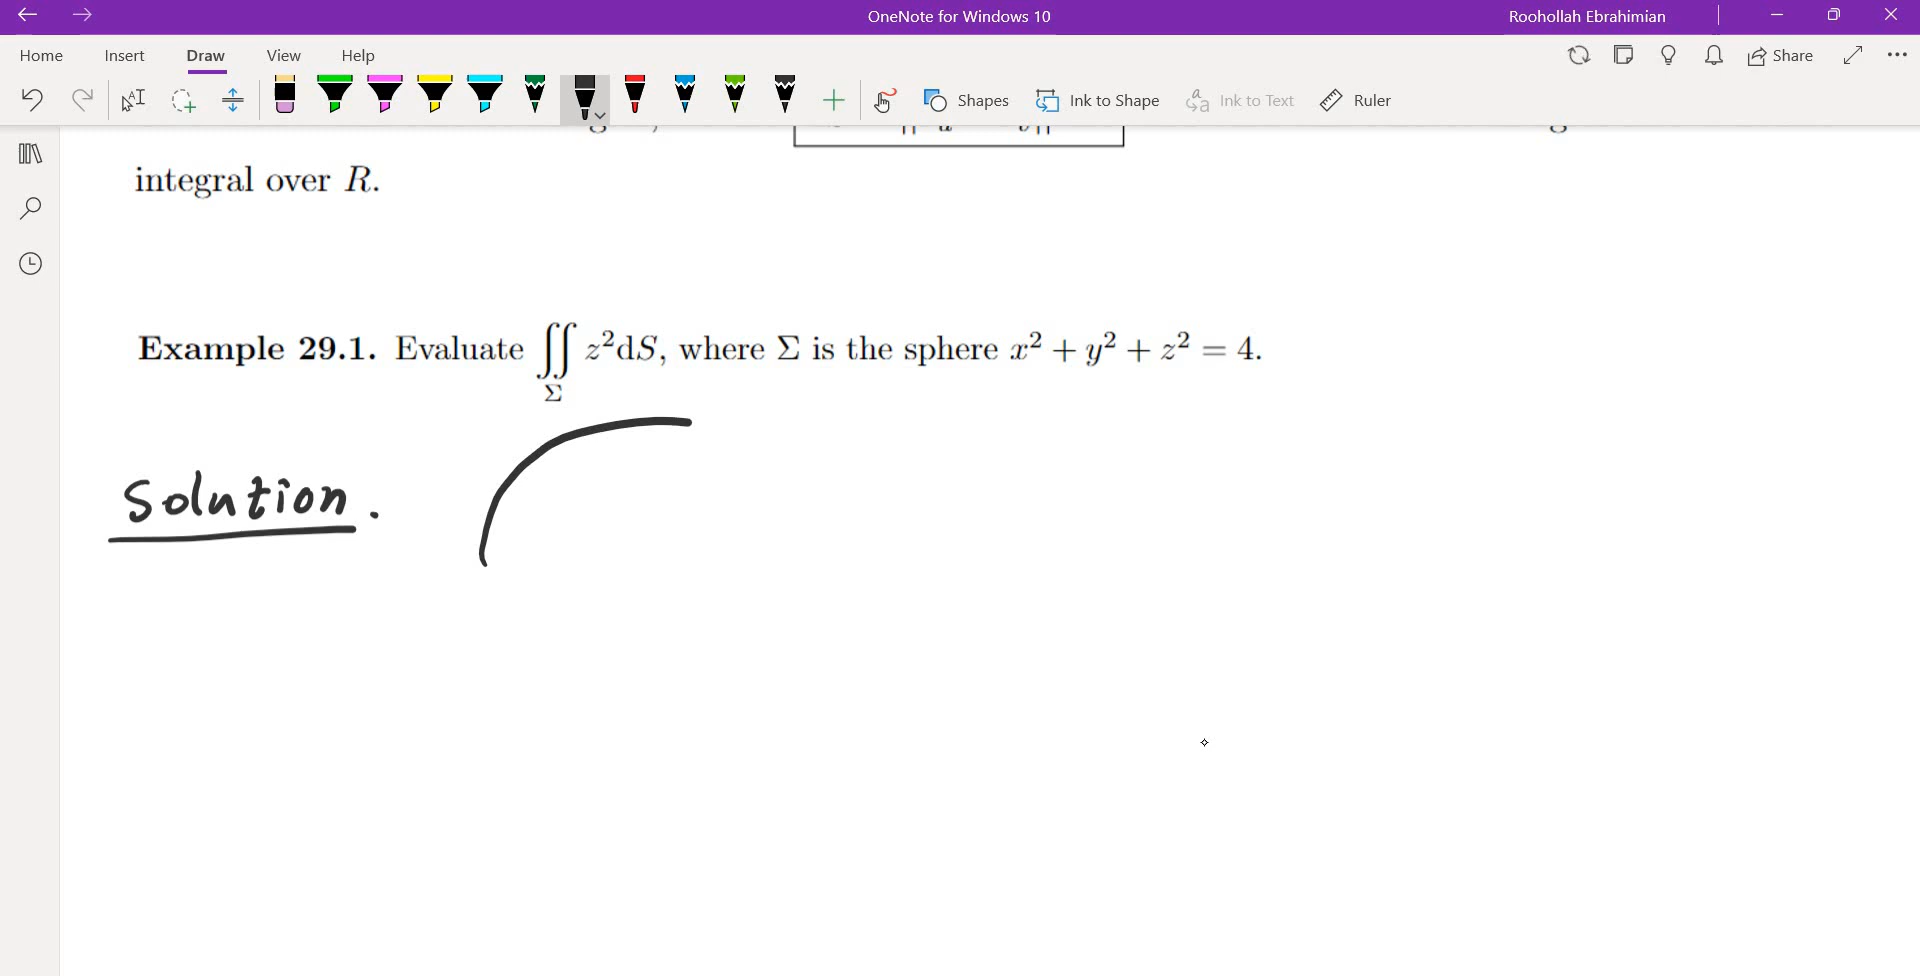 OneNote for Windows 10
Roohollah Ebrahimian
Home Insert Draw View Help
Share
Shapes Ink to Shape Ink to Text Ruler
integral over R.
Example 29.1. Evaluate ∬_Σ z²dS, where Σ is the sphere x² + y² + z² = 4.
Solution.